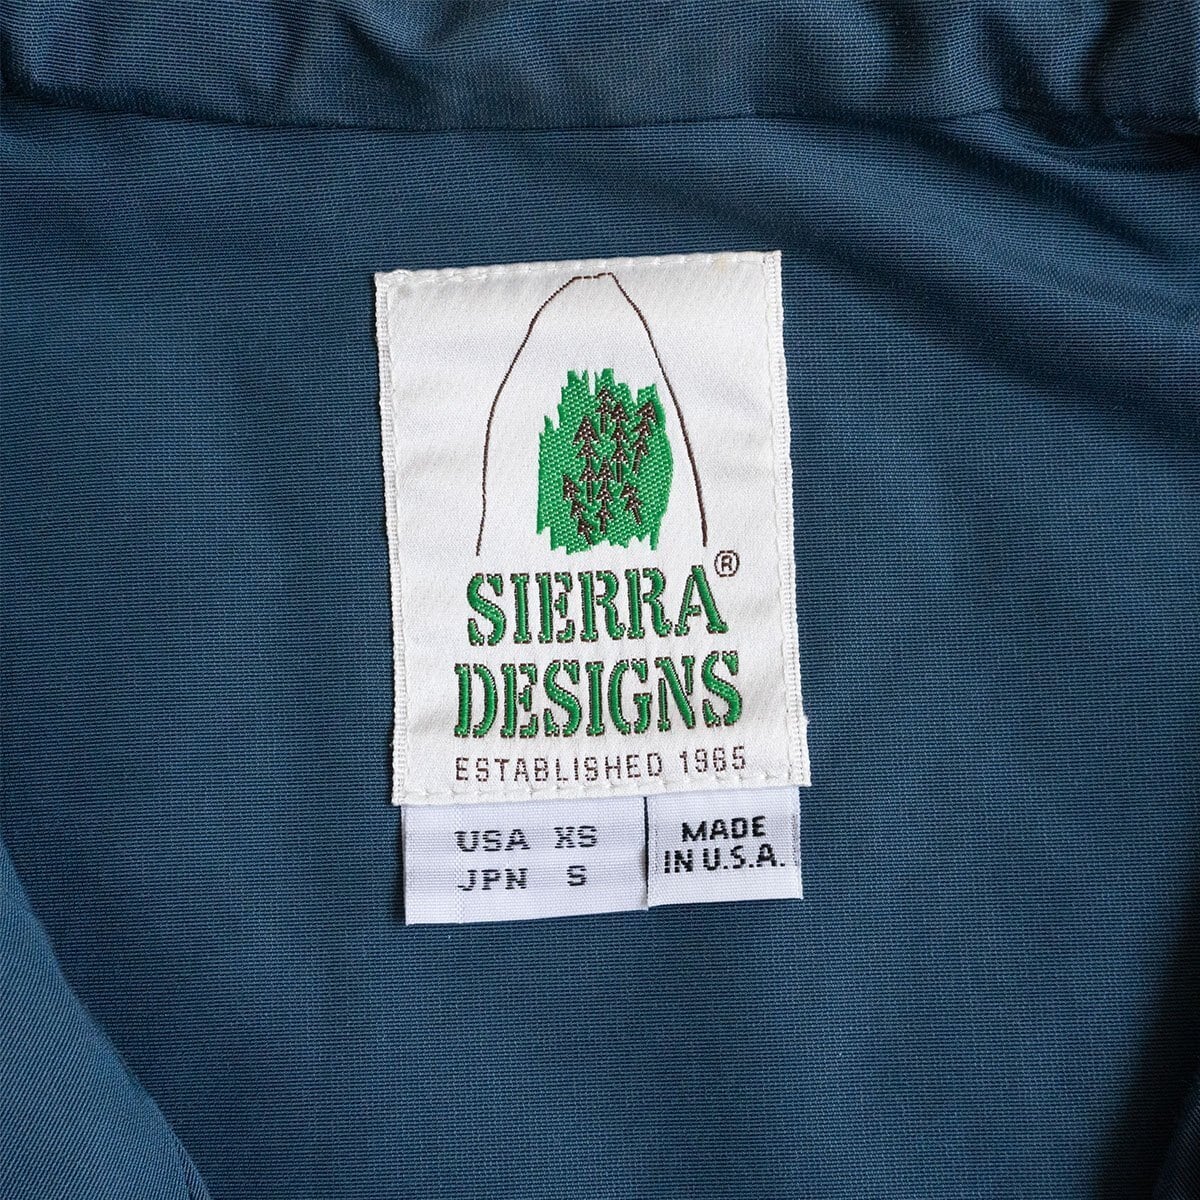 SIERRA®
DESIGNS
ESTABLISHED 1965
USA XS
JPN S
MADE
IN U.S.A.